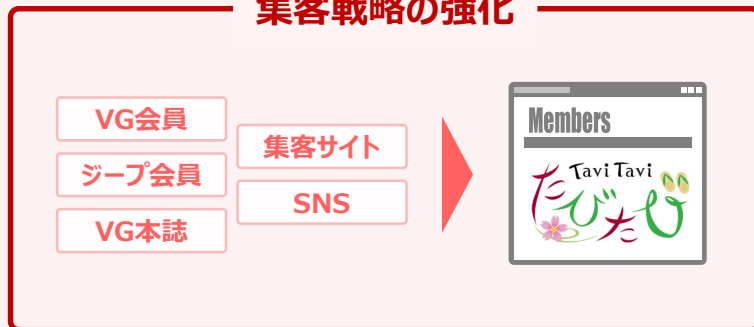 集客戦略の強化
VG会員
ジープ会員
VG本誌
集客サイト
SNS
Members
Tavi Tavi
たびたび